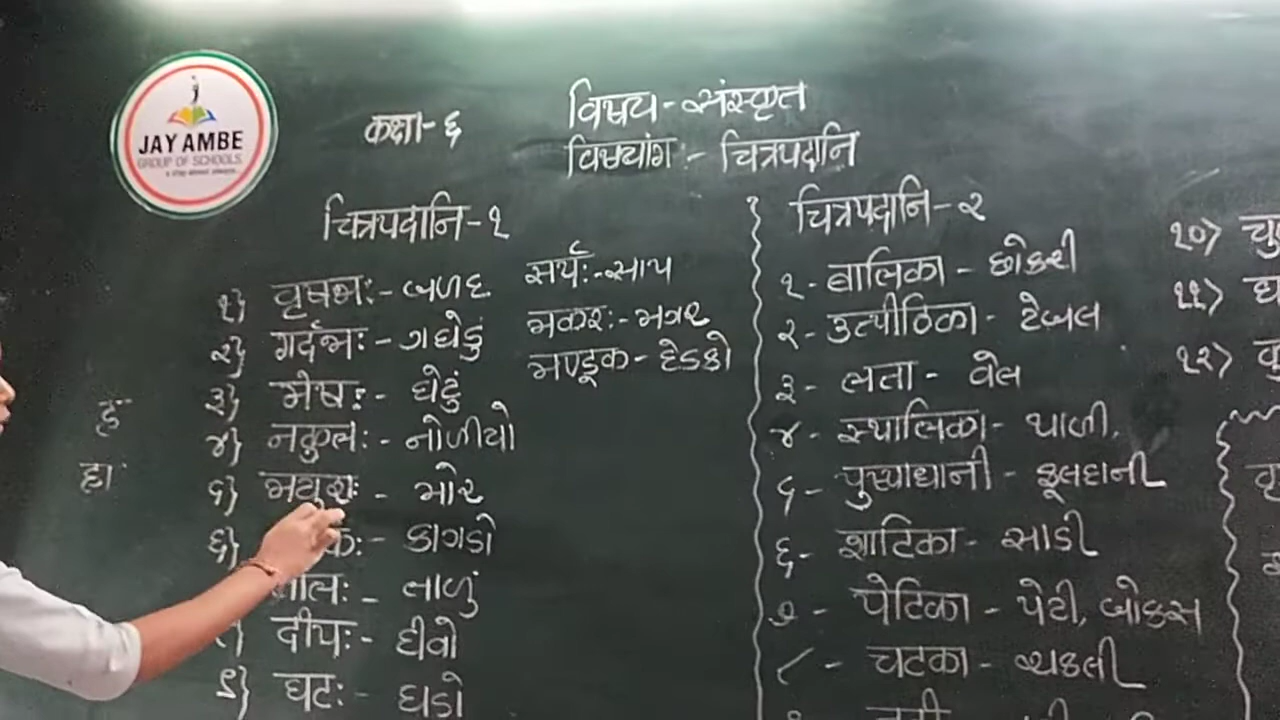 JAY AMBE
GROUP OF SCHOOLS
कक्षा-६
विषय-संस्कृत
विषयांग :- चित्रपदानि
चित्रपदानि-१
१) वृषभः- બળદ
२) गर्दभः - ગધેડું
३) मेषः - ઘેટું
४) नकुलः - નોળીયો
५) मयूरः - મોર
६) कः- કાગડો
તાળું
दीपः- દીવો
९) घटः- ઘડો
सर्पः-સાપ
मकरः- મગર
मण्डूक - દેડકો
चित्रपदानि-२
१- बालिका - છોકરી
२- उत्पीठिका- ટેબલ
३- लता - વેલ
४- स्थालिका- થાળી.
५- पुष्पाधानी - ફૂલદાની
६- शाटिका- સાડી
७- पेटिका - પેટી, બોકસ
८- चटका - ચકલી
१०)
११)
१२)
ह
हा